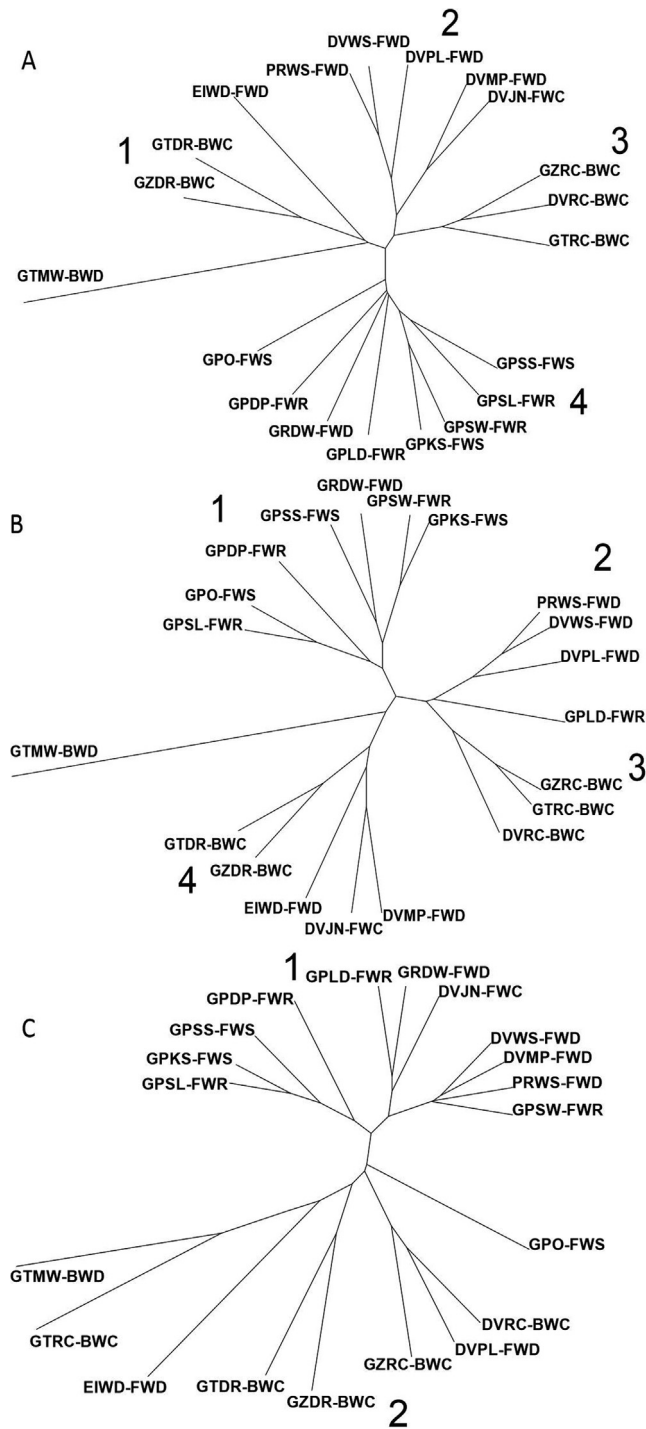 A
2
DVWS-FWD
DVPL-FWD
PRWS-FWD
DVMP-FWD
EIWD-FWD
DVJN-FWC
1
GTDR-BWC
3
GZDR-BWC
GZRC-BWC
DVRC-BWC
GTRC-BWC
GTMW-BWD
GPO-FWS
GPSS-FWS
GPDP-FWR
GPSL-FWR
4
GRDW-FWD
GPSW-FWR
GPLD-FWR
GPKS-FWS
B
1
GRDW-FWD
GPSW-FWR
GPSS-FWS
GPKS-FWS
GPDP-FWR
2
GPO-FWS
PRWS-FWD
GPSL-FWR
DVWS-FWD
DVPL-FWD
GPLD-FWR
GTMW-BWD
GZRC-BWC
3
GTRC-BWC
GTDR-BWC
DVRC-BWC
GZDR-BWC
4
EIWD-FWD
DVJN-FWC
DVMP-FWD
C
1
GPLD-FWR
GRDW-FWD
GPDP-FWR
DVJN-FWC
GPSS-FWS
DVWS-FWD
GPKS-FWS
DVMP-FWD
GPSL-FWR
PRWS-FWD
GPSW-FWR
GPO-FWS
GTMW-BWD
DVRC-BWC
GTRC-BWC
DVPL-FWD
GZRC-BWC
EIWD-FWD
GTDR-BWC
GZDR-BWC
2